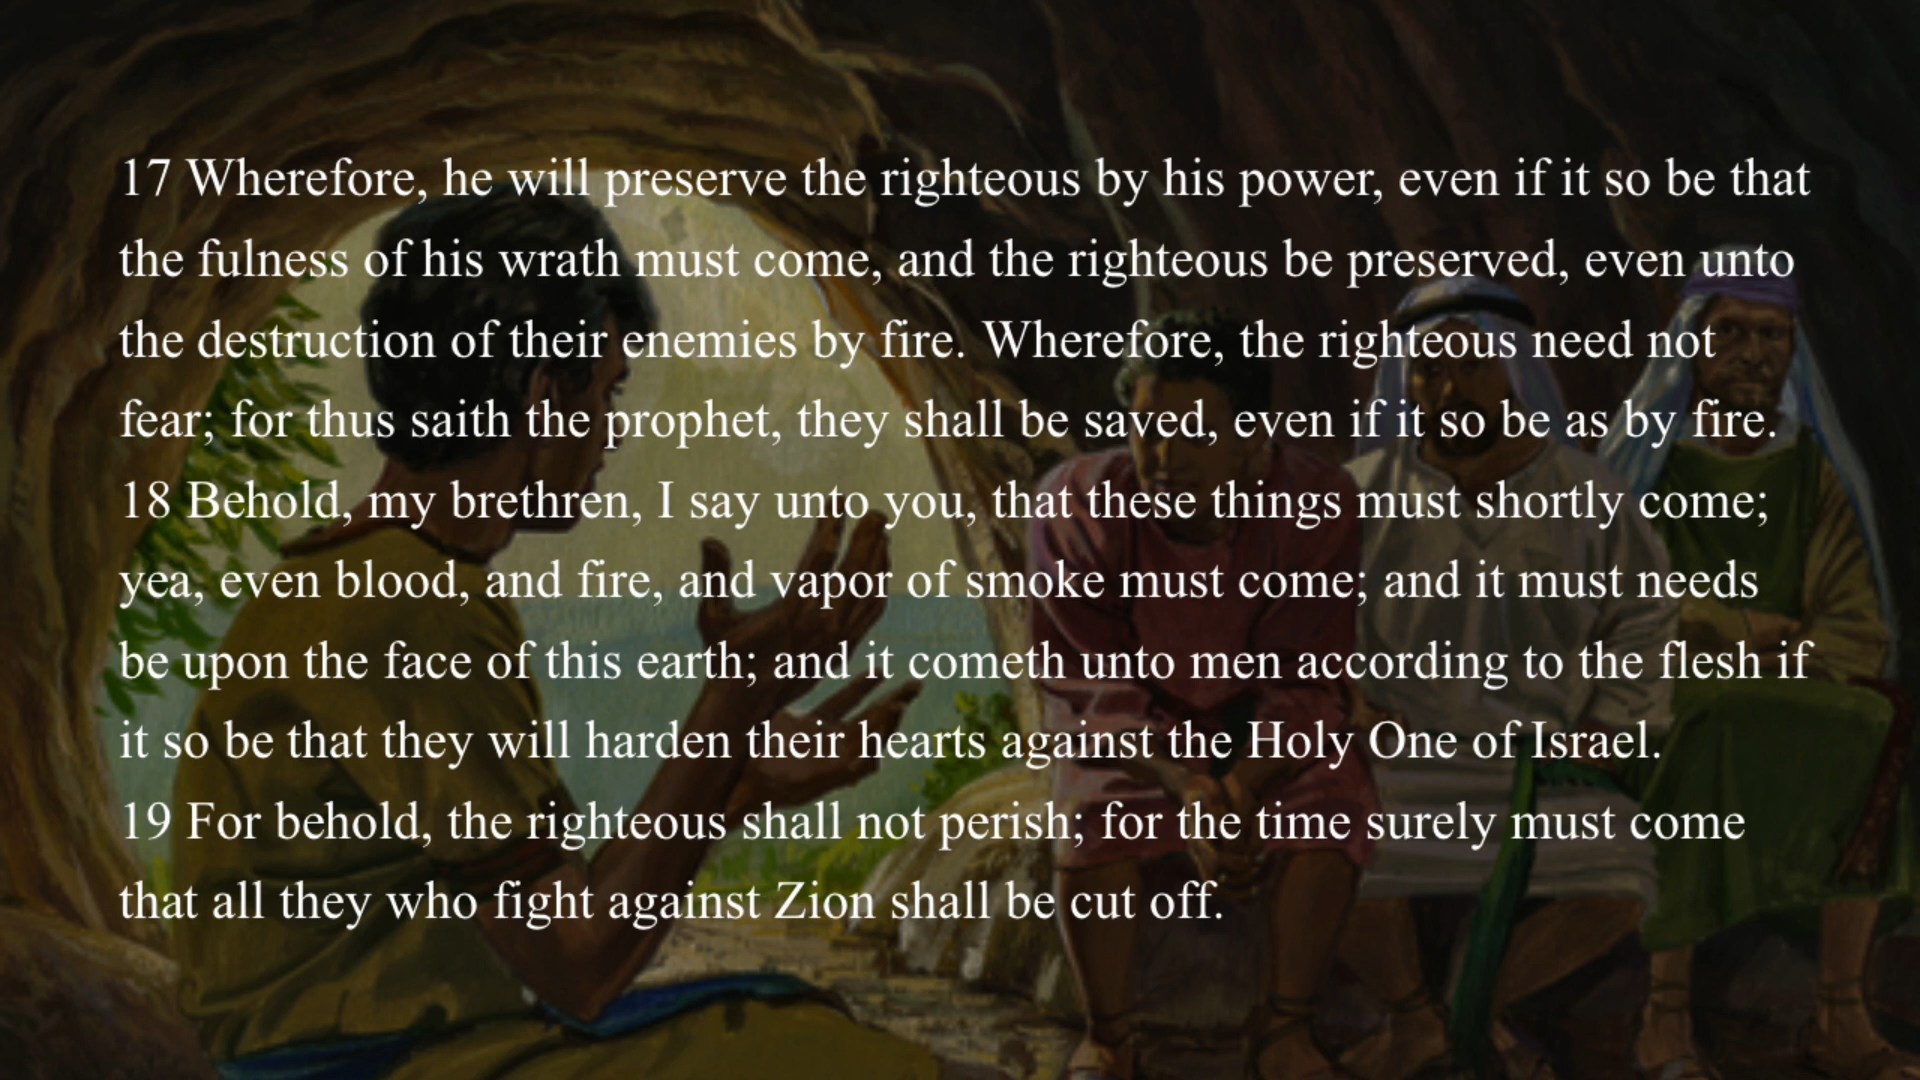 17 Wherefore, he will preserve the righteous by his power, even if it so be that
the fulness of his wrath must come, and the righteous be preserved, even unto
the destruction of their enemies by fire. Wherefore, the righteous need not
fear; for thus saith the prophet, they shall be saved, even if it so be as by fire.
18 Behold, my brethren, I say unto you, that these things must shortly come;
yea, even blood, and fire, and vapor of smoke must come; and it must needs
be upon the face of this earth; and it cometh unto men according to the flesh if
it so be that they will harden their hearts against the Holy One of Israel.
19 For behold, the righteous shall not perish; for the time surely must come
that all they who fight against Zion shall be cut off.